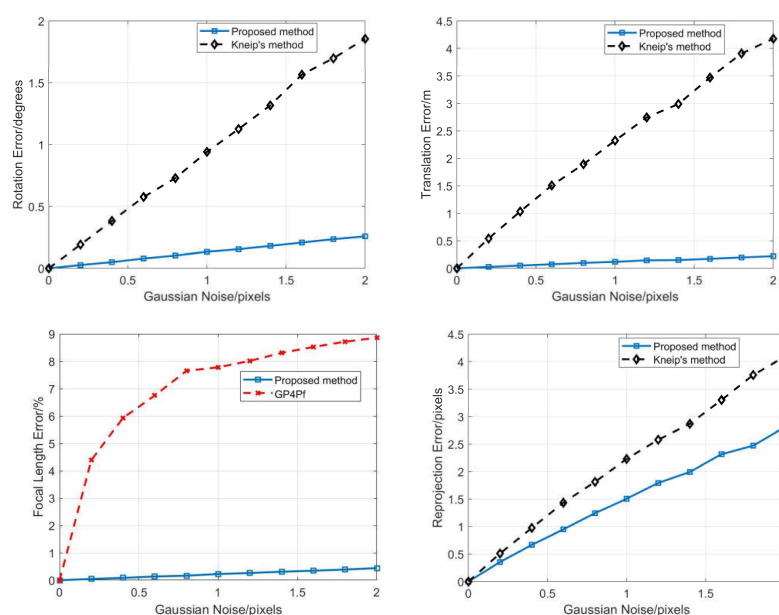 Rotation Error/degrees
2
1.5
1
0.5
0
0 0.5 1 1.5 2
Gaussian Noise/pixels
Proposed method
Kneip's method
Translation Error/m
4.5
4
3.5
3
2.5
2
1.5
1
0.5
0
0 0.5 1 1.5 2
Gaussian Noise/pixels
Proposed method
Kneip's method
Focal Length Error/%
9
8
7
6
5
4
3
2
1
0
0 0.5 1 1.5 2
Gaussian Noise/pixels
Proposed method
GP4Pf
Reprojection Error/pixels
4.5
4
3.5
3
2.5
2
1.5
1
0.5
0
0 0.5 1 1.5
Gaussian Noise/pixels
Proposed method
Kneip's method